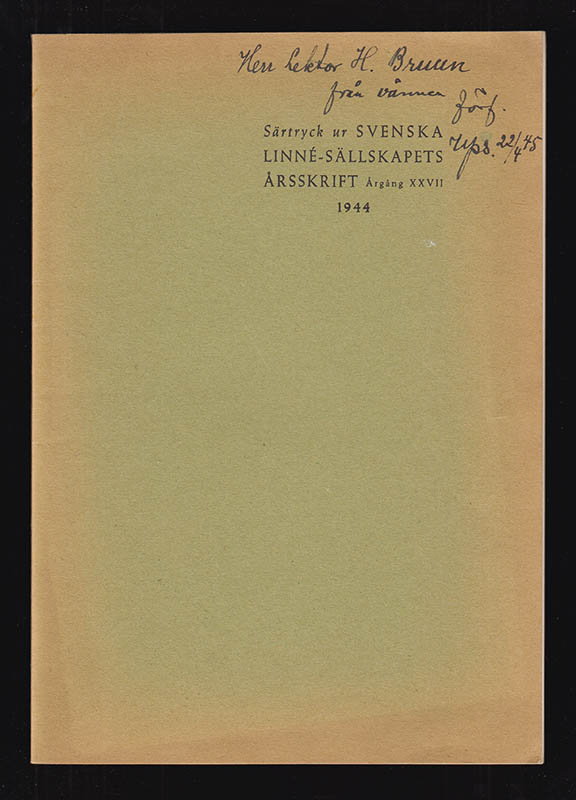 Herr Lektor H. Bruun
från vännen
Förf.
Ups. 22/4 45
Särtryck ur SVENSKA
LINNÉ-SÄLLSKAPETS
ÅRSSKRIFT Årgång XXVII
1944